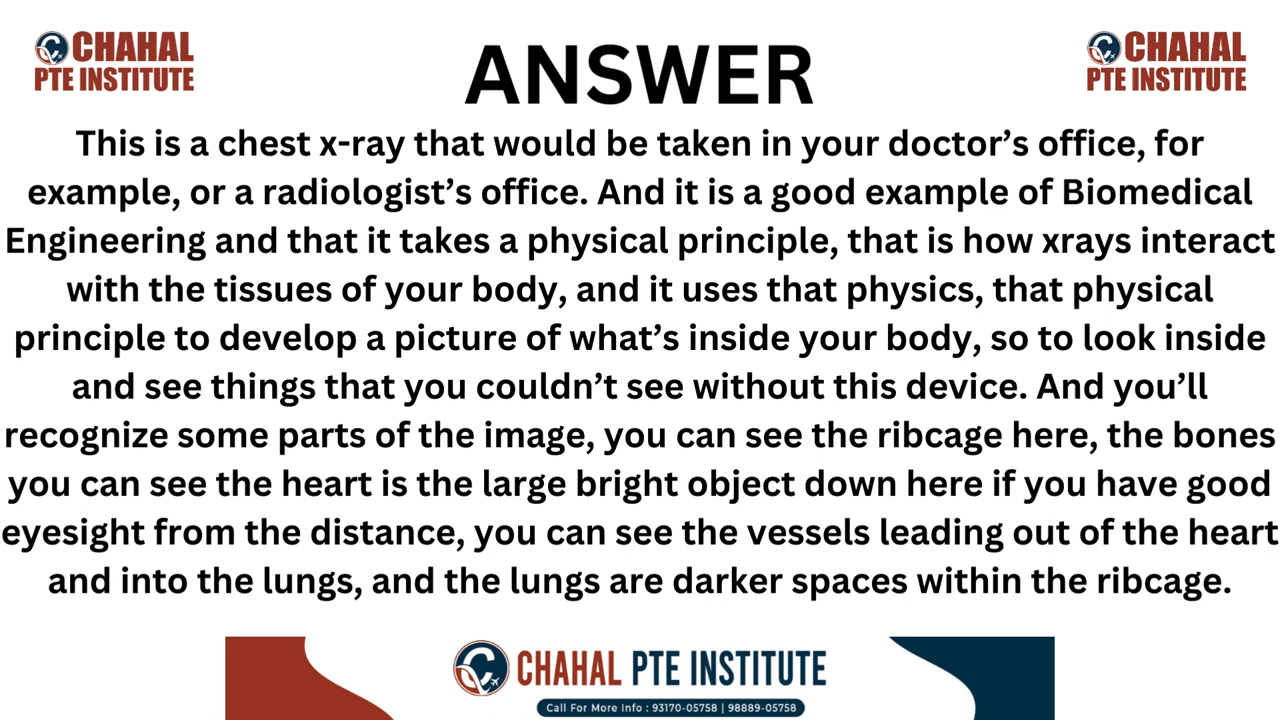 CHAHAL
PTE INSTITUTE
ANSWER
CHAHAL
PTE INSTITUTE
This is a chest x-ray that would be taken in your doctor’s office, for
example, or a radiologist’s office. And it is a good example of Biomedical
Engineering and that it takes a physical principle, that is how xrays interact
with the tissues of your body, and it uses that physics, that physical
principle to develop a picture of what’s inside your body, so to look inside
and see things that you couldn’t see without this device. And you’ll
recognize some parts of the image, you can see the ribcage here, the bones
you can see the heart is the large bright object down here if you have good
eyesight from the distance, you can see the vessels leading out of the heart
and into the lungs, and the lungs are darker spaces within the ribcage.
CHAHAL PTE INSTITUTE
Call For More Info : 93170-05758 | 98889-05758